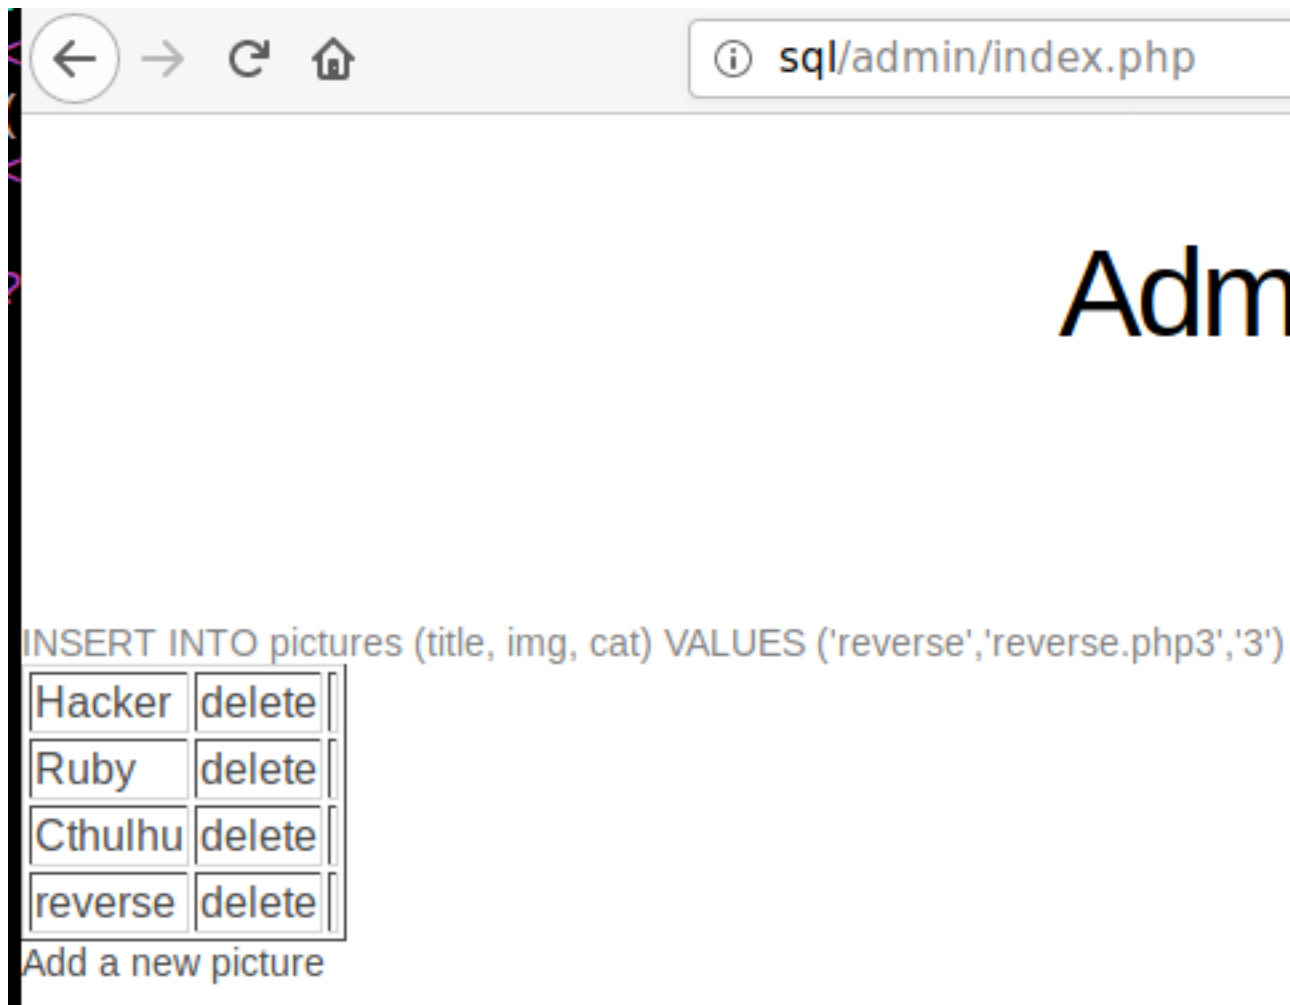 sql/admin/index.php
Adm
INSERT INTO pictures (title, img, cat) VALUES ('reverse','reverse.php3','3')
Hacker delete
Ruby delete
Cthulhu delete
reverse delete
Add a new picture